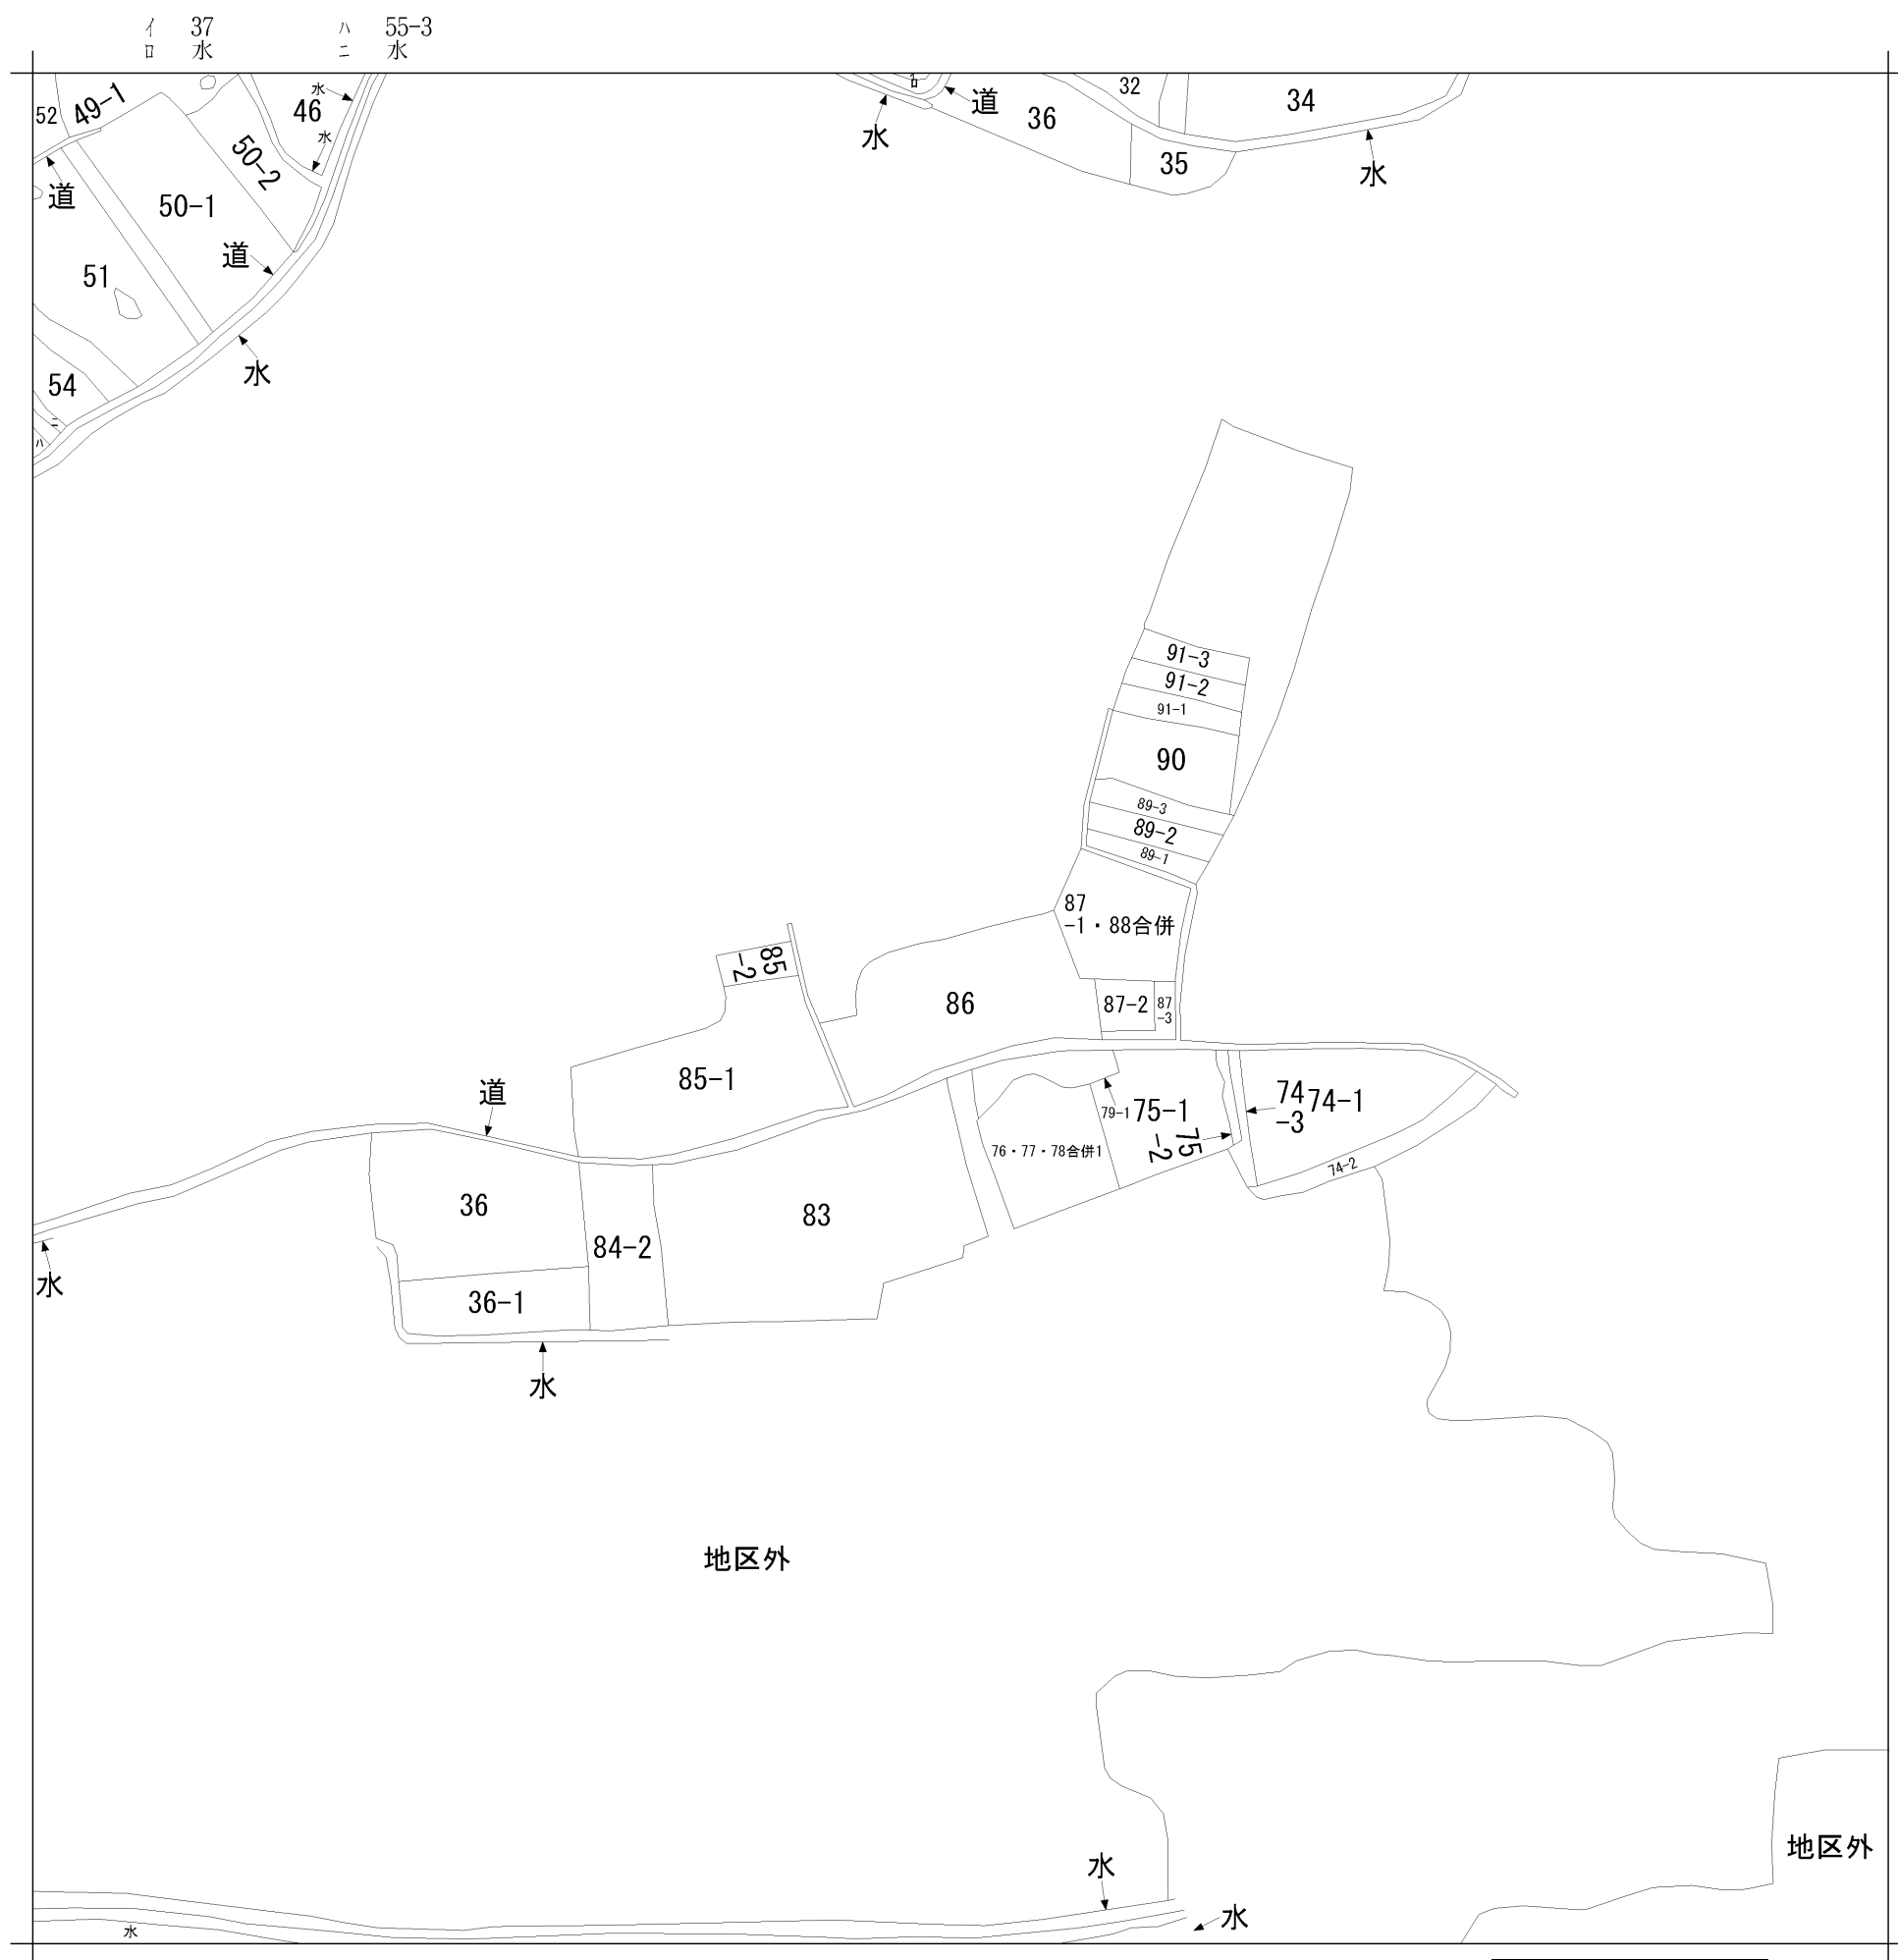 イ 37 ハ 55-3
ロ 水 ニ 水
52
49-1
水
46
水
50-2
道
50-1
道
51
水
54
ニ
ハ
ロ
道
水
36
32
34
35
水
91-3
91-2
91-1
90
89-3
89-2
89-1
87
-1・88合併
85
-2
86
87-2
87
-3
85-1
道
79-1
75-1
75
-2
74
-3
74-1
76・77・78合併1
74-2
36
83
84-2
水
36-1
水
地区外
地区外
水
水
水